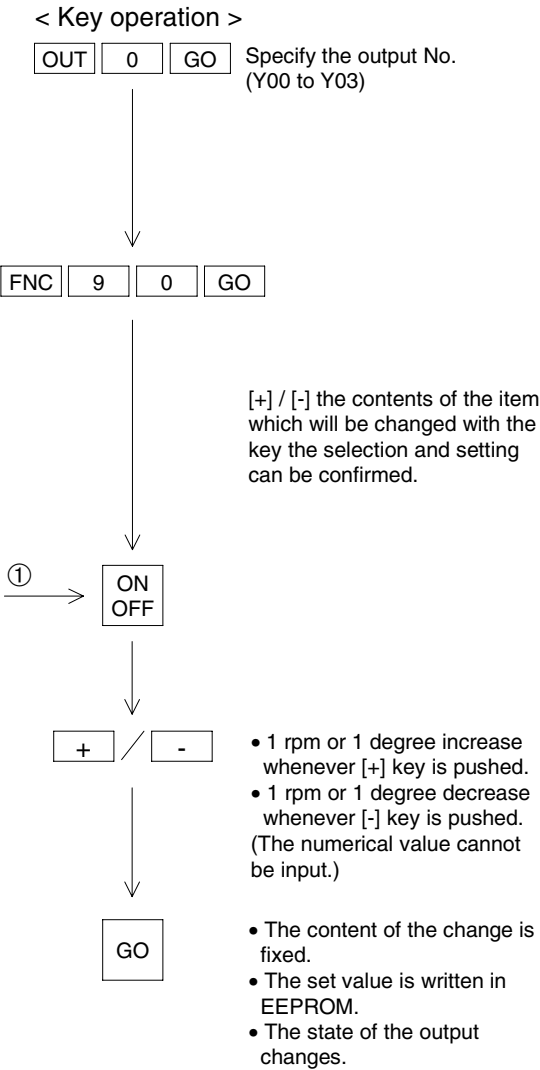 < Key operation >
OUT 0 GO Specify the output No.
(Y00 to Y03)
FNC 9 0 GO
[+] / [-] the contents of the item
which will be changed with the
key the selection and setting
can be confirmed.
①
ON
OFF
+ / -
• 1 rpm or 1 degree increase
whenever [+] key is pushed.
• 1 rpm or 1 degree decrease
whenever [-] key is pushed.
(The numerical value cannot
be input.)
GO
• The content of the change is
fixed.
• The set value is written in
EEPROM.
• The state of the output
changes.